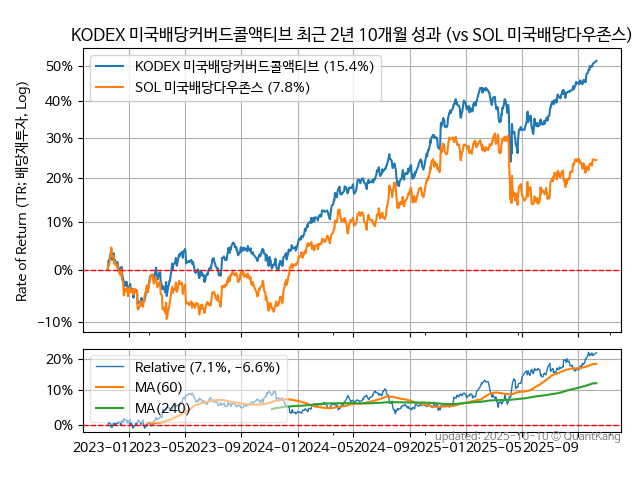 KODEX 미국배당커버드콜액티브 최근 2년 10개월 성과 (vs SOL 미국배당다우존스)
Rate of Return (TR; 배당재투자, Log)
50%
40%
30%
20%
10%
0%
−10%
KODEX 미국배당커버드콜액티브 (15.4%)
SOL 미국배당다우존스 (7.8%)
20%
10%
0%
Relative (7.1%, −6.6%)
MA(60)
MA(240)
2023−01 2023−05 2023−09 2024−01 2024−05 2024−09 2025−01 2025−05 2025−09
updated: 2025−10−10 © QuantKang